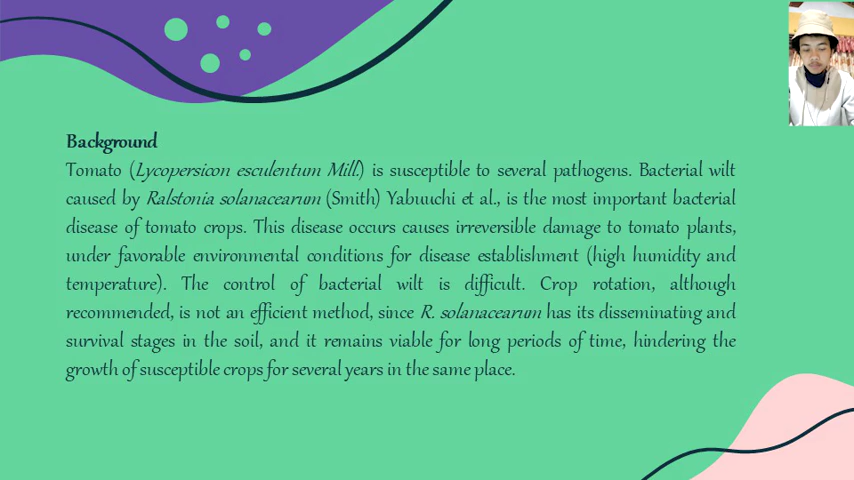 Background
Tomato (Lycopersicon esculentum Mill.) is susceptible to several pathogens. Bacterial wilt
caused by Ralstonia solanacearum (Smith) Yabuuchi et al., is the most important bacterial
disease of tomato crops. This disease occurs causes irreversible damage to tomato plants,
under favorable environmental conditions for disease establishment (high humidity and
temperature). The control of bacterial wilt is difficult. Crop rotation, although
recommended, is not an efficient method, since R. solanacearum has its disseminating and
survival stages in the soil, and it remains viable for long periods of time, hindering the
growth of susceptible crops for several years in the same place.